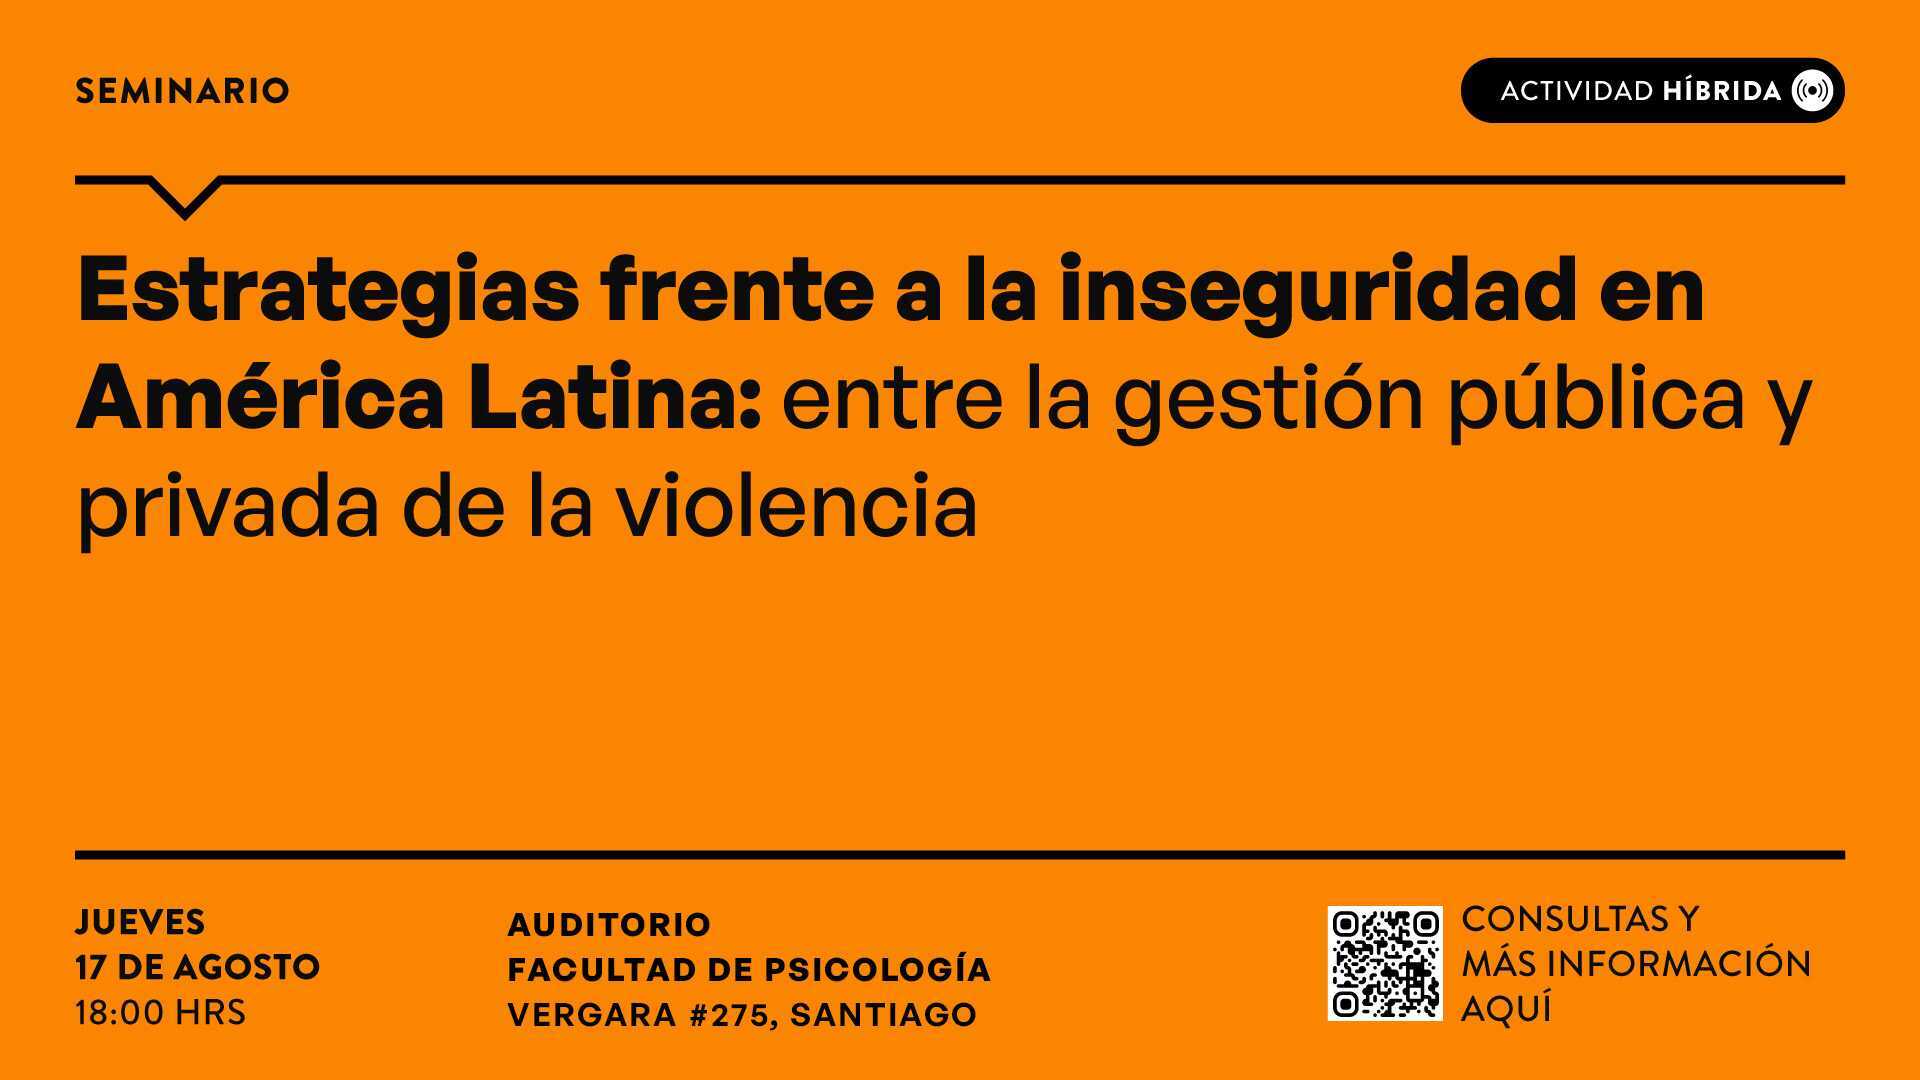 SEMINARIO
ACTIVIDAD HÍBRIDA
Estrategias frente a la inseguridad en
América Latina: entre la gestión pública y
privada de la violencia
JUEVES
17 DE AGOSTO
18:00 HRS
AUDITORIO
FACULTAD DE PSICOLOGÍA
VERGARA #275, SANTIAGO
CONSULTAS Y
MÁS INFORMACIÓN
AQUÍ